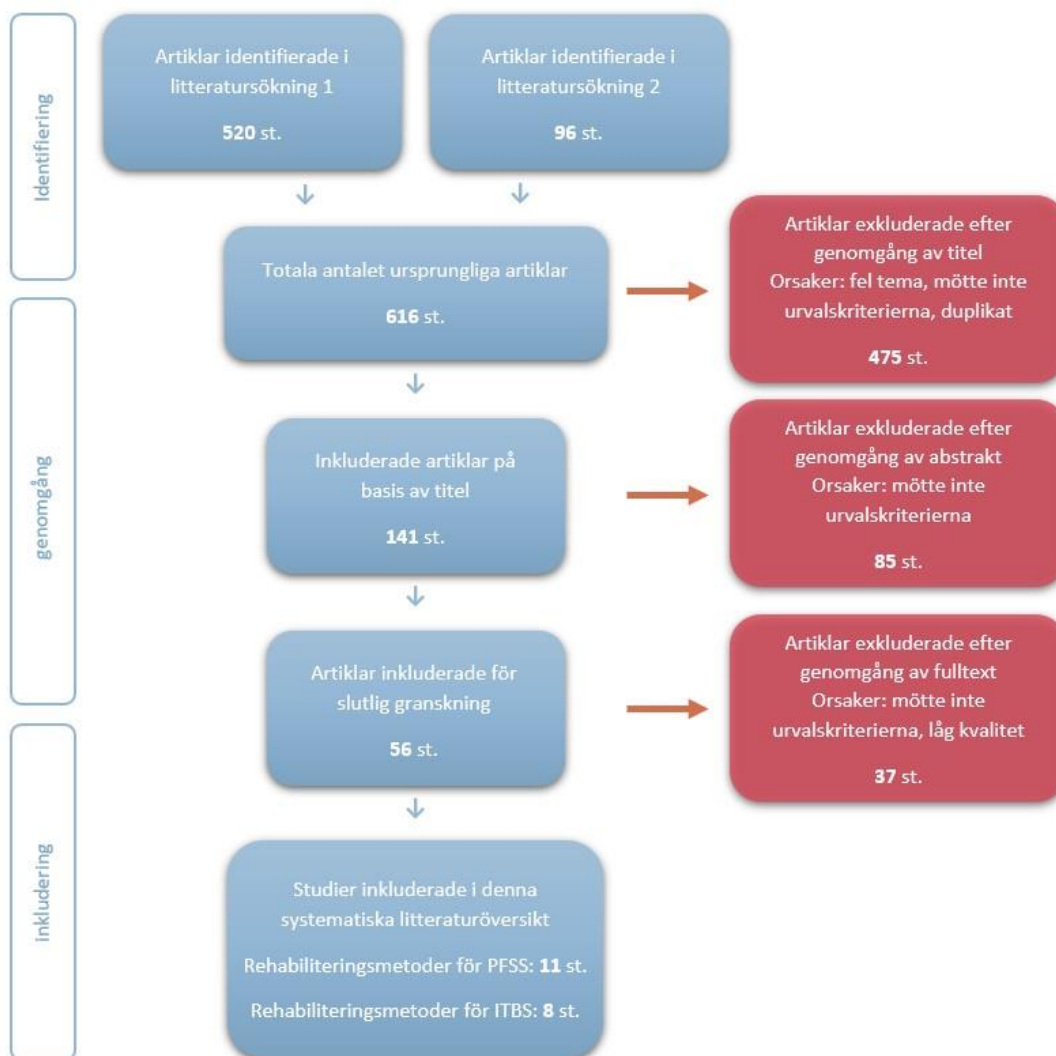 Identifiering
Artiklar identifierade i
litteratursökning 1
520 st.
Artiklar identifierade i
litteratursökning 2
96 st.
Totala antalet ursprungliga artiklar
616 st.
Artiklar exkluderade efter
genomgång av titel
Orsaker: fel tema, mötte inte
urvalskriterierna, duplikat
475 st.
genomgång
Inkluderade artiklar på
basis av titel
141 st.
Artiklar exkluderade efter
genomgång av abstrakt
Orsaker: mötte inte
urvalskriterierna
85 st.
Artiklar inkluderade för
slutlig granskning
56 st.
Artiklar exkluderade efter
genomgång av fulltext
Orsaker: mötte inte
urvalskriterierna, låg kvalitet
37 st.
inkludering
Studier inkluderade i denna
systematiska litteraturöversikt
Rehabiliteringsmetoder för PFSS: 11 st.
Rehabiliteringsmetoder för ITBS: 8 st.